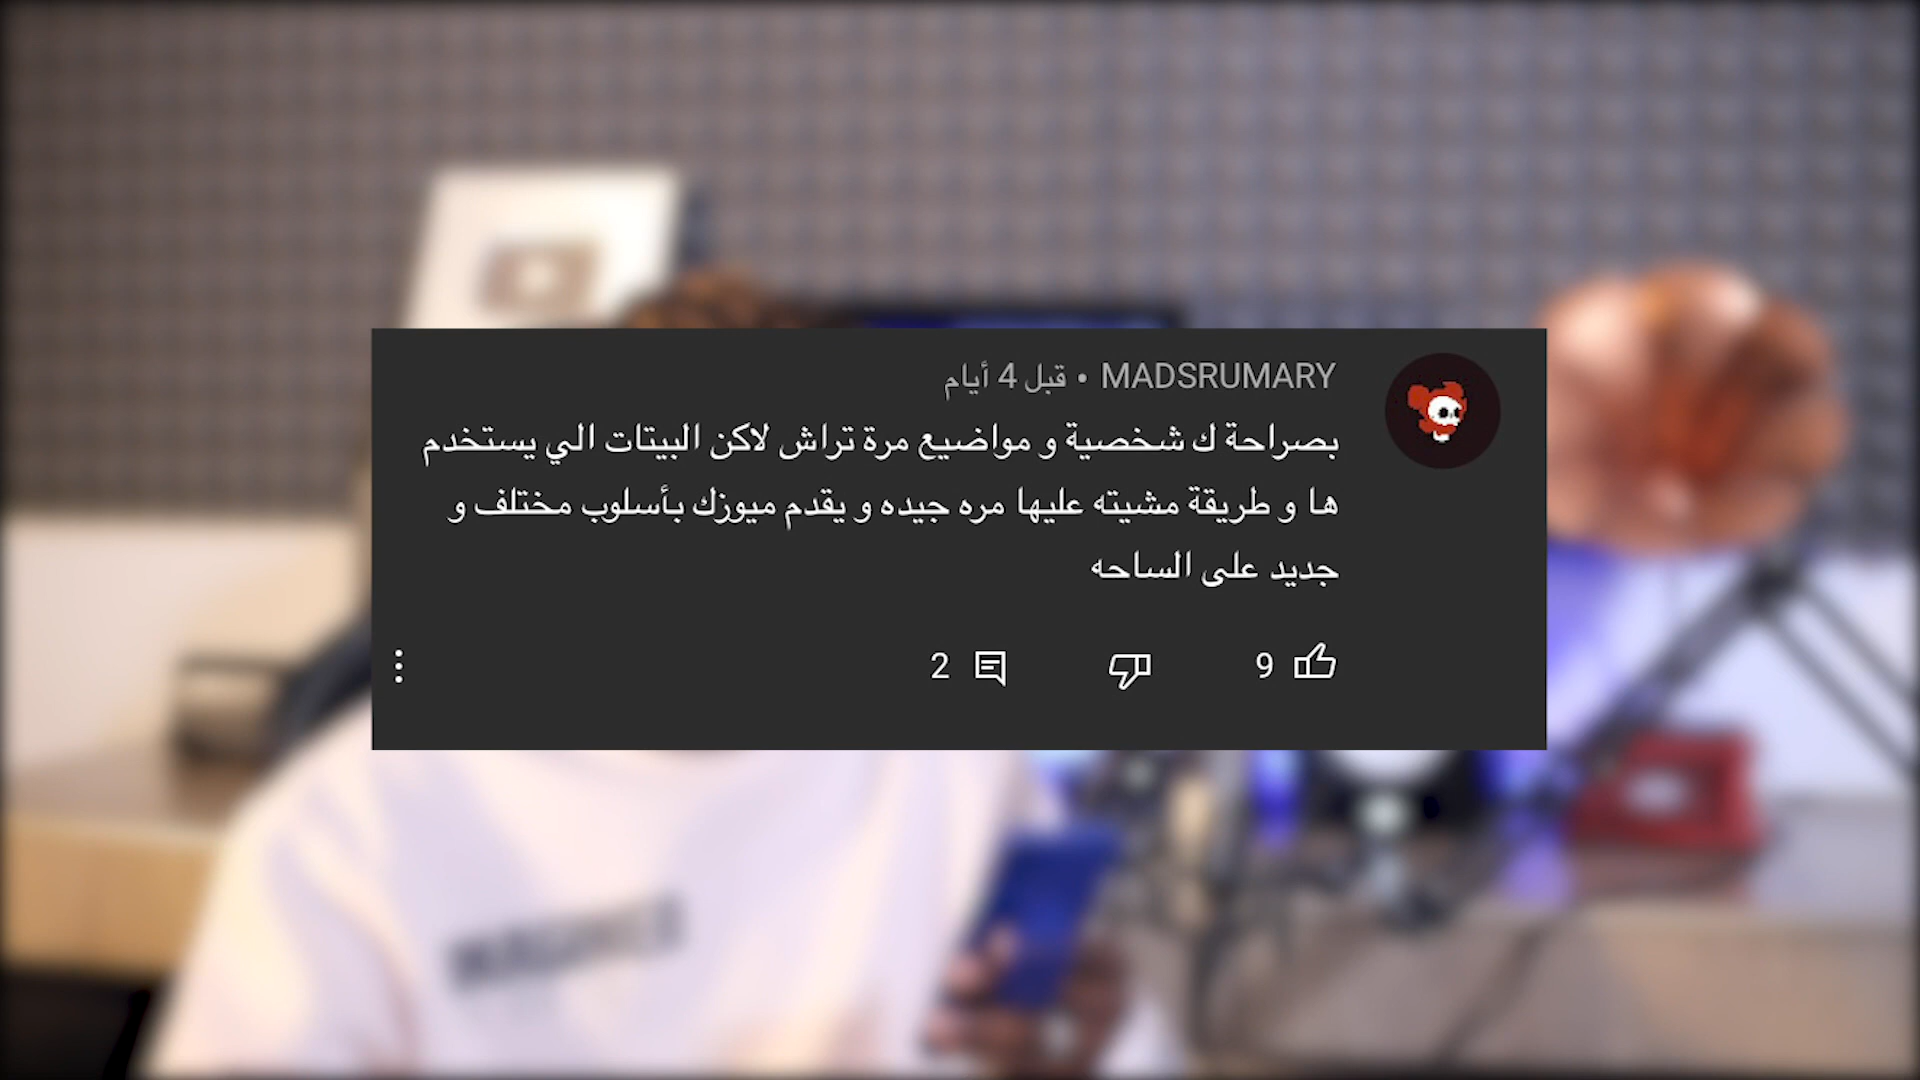 MADSRUMARY • قبل 4 أيام
بصراحة ك شخصية و مواضيع مرة تراش لاكن البيتات الي يستخدم
ها و طريقة مشيته عليها مره جيده و يقدم ميوزك بأسلوب مختلف و
جديد على الساحه
9 2